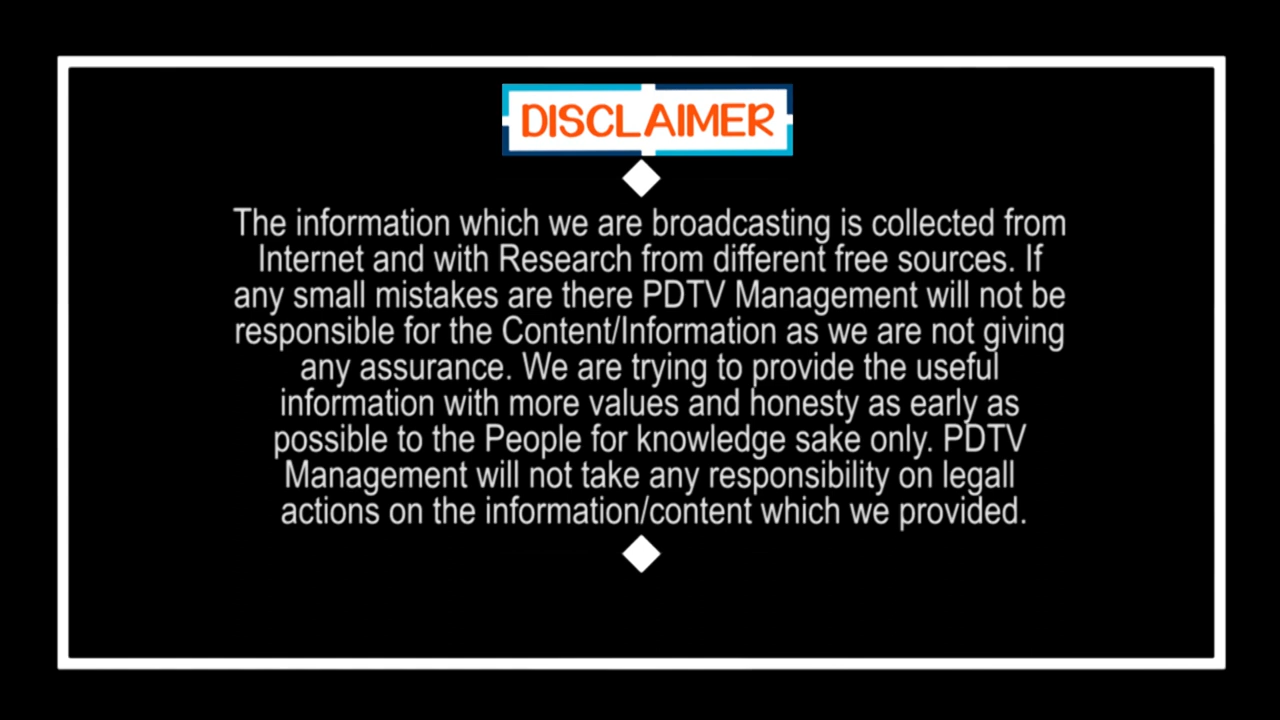 DISCLAIMER
The information which we are broadcasting is collected from
Internet and with Research from different free sources. If
any small mistakes are there PDTV Management will not be
responsible for the Content/Information as we are not giving
any assurance. We are trying to provide the useful
information with more values and honesty as early as
possible to the People for knowledge sake only. PDTV
Management will not take any responsibility on legall
actions on the information/content which we provided.